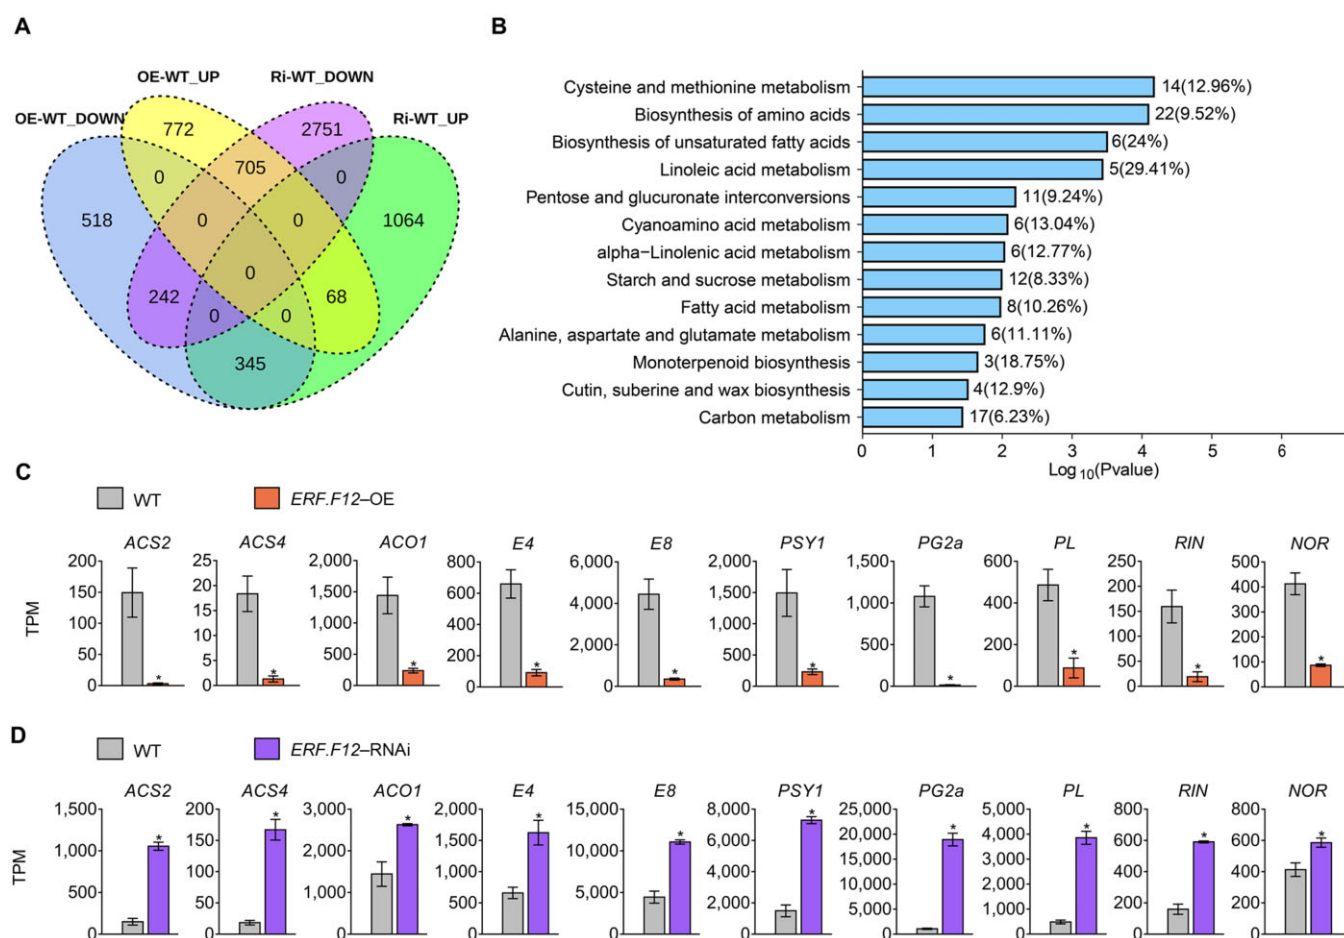 A
OE-WT_UP
Ri-WT_DOWN
OE-WT_DOWN
Ri-WT_UP
772
2751
0
705
0
518
0
0
1064
0
242
0
0
68
345
B
Cysteine and methionine metabolism 14(12.96%)
Biosynthesis of amino acids 22(9.52%)
Biosynthesis of unsaturated fatty acids 6(24%)
Linoleic acid metabolism 5(29.41%)
Pentose and glucuronate interconversions 11(9.24%)
Cyanoamino acid metabolism 6(13.04%)
alpha−Linolenic acid metabolism 6(12.77%)
Starch and sucrose metabolism 12(8.33%)
Fatty acid metabolism 8(10.26%)
Alanine, aspartate and glutamate metabolism 6(11.11%)
Monoterpenoid biosynthesis 3(18.75%)
Cutin, suberine and wax biosynthesis 4(12.9%)
Carbon metabolism 17(6.23%)
0 1 2 3 4 5 6
Log10(Pvalue)
C
WT ERF.F12–OE
TPM
ACS2
200
150
100
50
0
*
ACS4
25
20
15
10
5
0
*
ACO1
2,000
1,500
1,000
500
0
*
E4
800
600
400
200
0
*
E8
6,000
4,000
2,000
0
*
PSY1
2,000
1,500
1,000
500
0
*
PG2a
1,500
1,000
500
0
*
PL
600
400
200
0
*
RIN
250
200
150
100
50
0
*
NOR
500
400
300
200
100
0
*
D
WT ERF.F12–RNAi
TPM
ACS2
1,500
1,000
500
0
*
ACS4
200
150
100
50
0
*
ACO1
3,000
2,000
1,000
0
*
E4
2,000
1,500
1,000
500
0
*
E8
15,000
10,000
5,000
0
*
PSY1
8,000
6,000
4,000
2,000
0
*
PG2a
25,000
20,000
15,000
10,000
5,000
0
*
PL
5,000
4,000
3,000
2,000
1,000
0
*
RIN
800
600
400
200
0
*
NOR
800
600
400
200
0
*